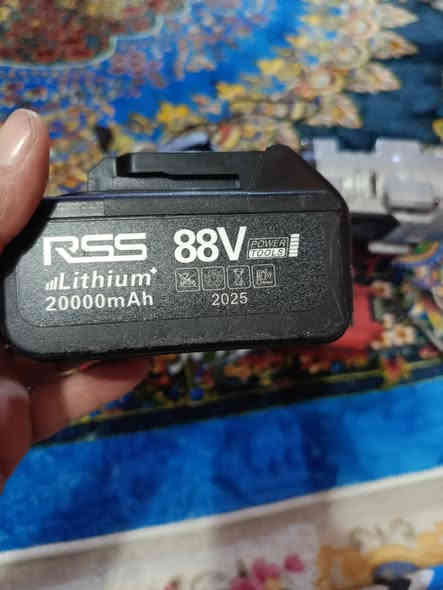 RSS 88V POWER TOOLS
Lithium+
20000mAh 2025